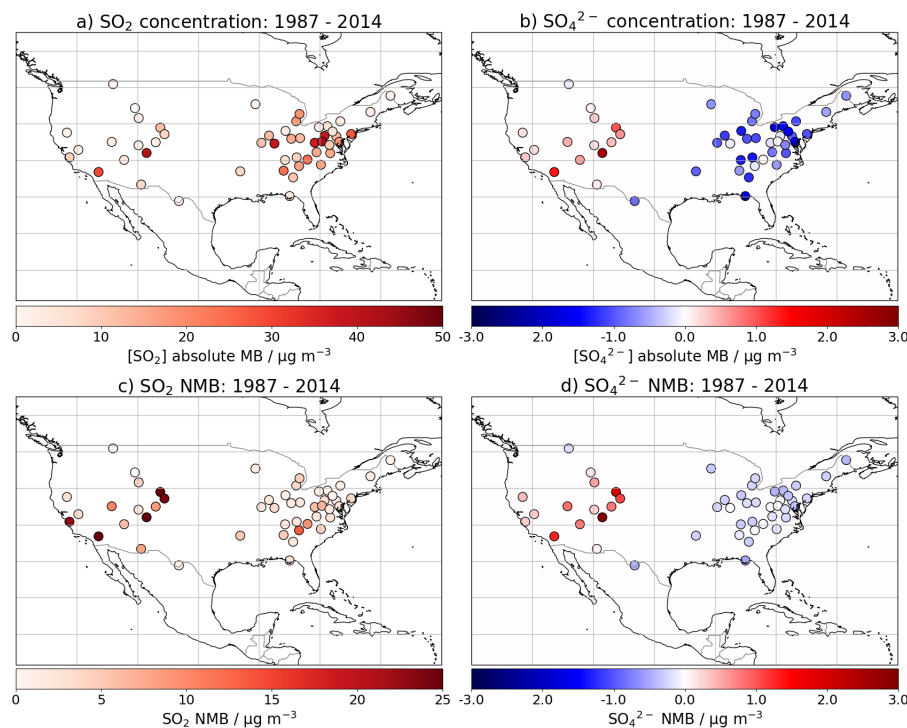 a) SO₂ concentration: 1987 - 2014
b) SO₄²⁻ concentration: 1987 - 2014
0 10 20 30 40 50
-3.0 -2.0 -1.0 0.0 1.0 2.0 3.0
[SO₂] absolute MB / μg m⁻³
[SO₄²⁻] absolute MB / μg m⁻³
c) SO₂ NMB: 1987 - 2014
d) SO₄²⁻ NMB: 1987 - 2014
0 5 10 15 20 25
-3.0 -2.0 -1.0 0.0 1.0 2.0 3.0
SO₂ NMB / μg m⁻³
SO₄²⁻ NMB / μg m⁻³